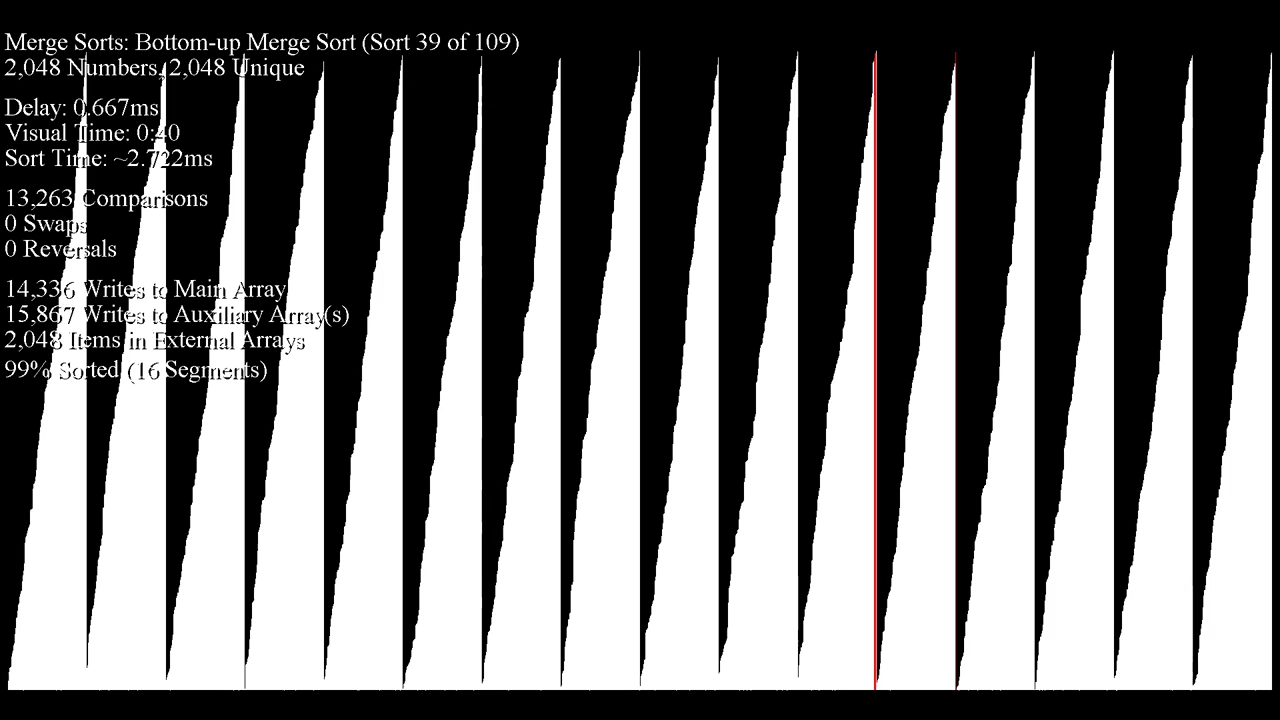 Merge Sorts: Bottom-up Merge Sort (Sort 39 of 109)
2,048 Numbers, 2,048 Unique
Delay: 0.667ms
Visual Time: 0:40
Sort Time: ~2.722ms
13,263 Comparisons
0 Swaps
0 Reversals
14,336 Writes to Main Array
15,867 Writes to Auxiliary Array(s)
2,048 Items in External Arrays
99% Sorted (16 Segments)